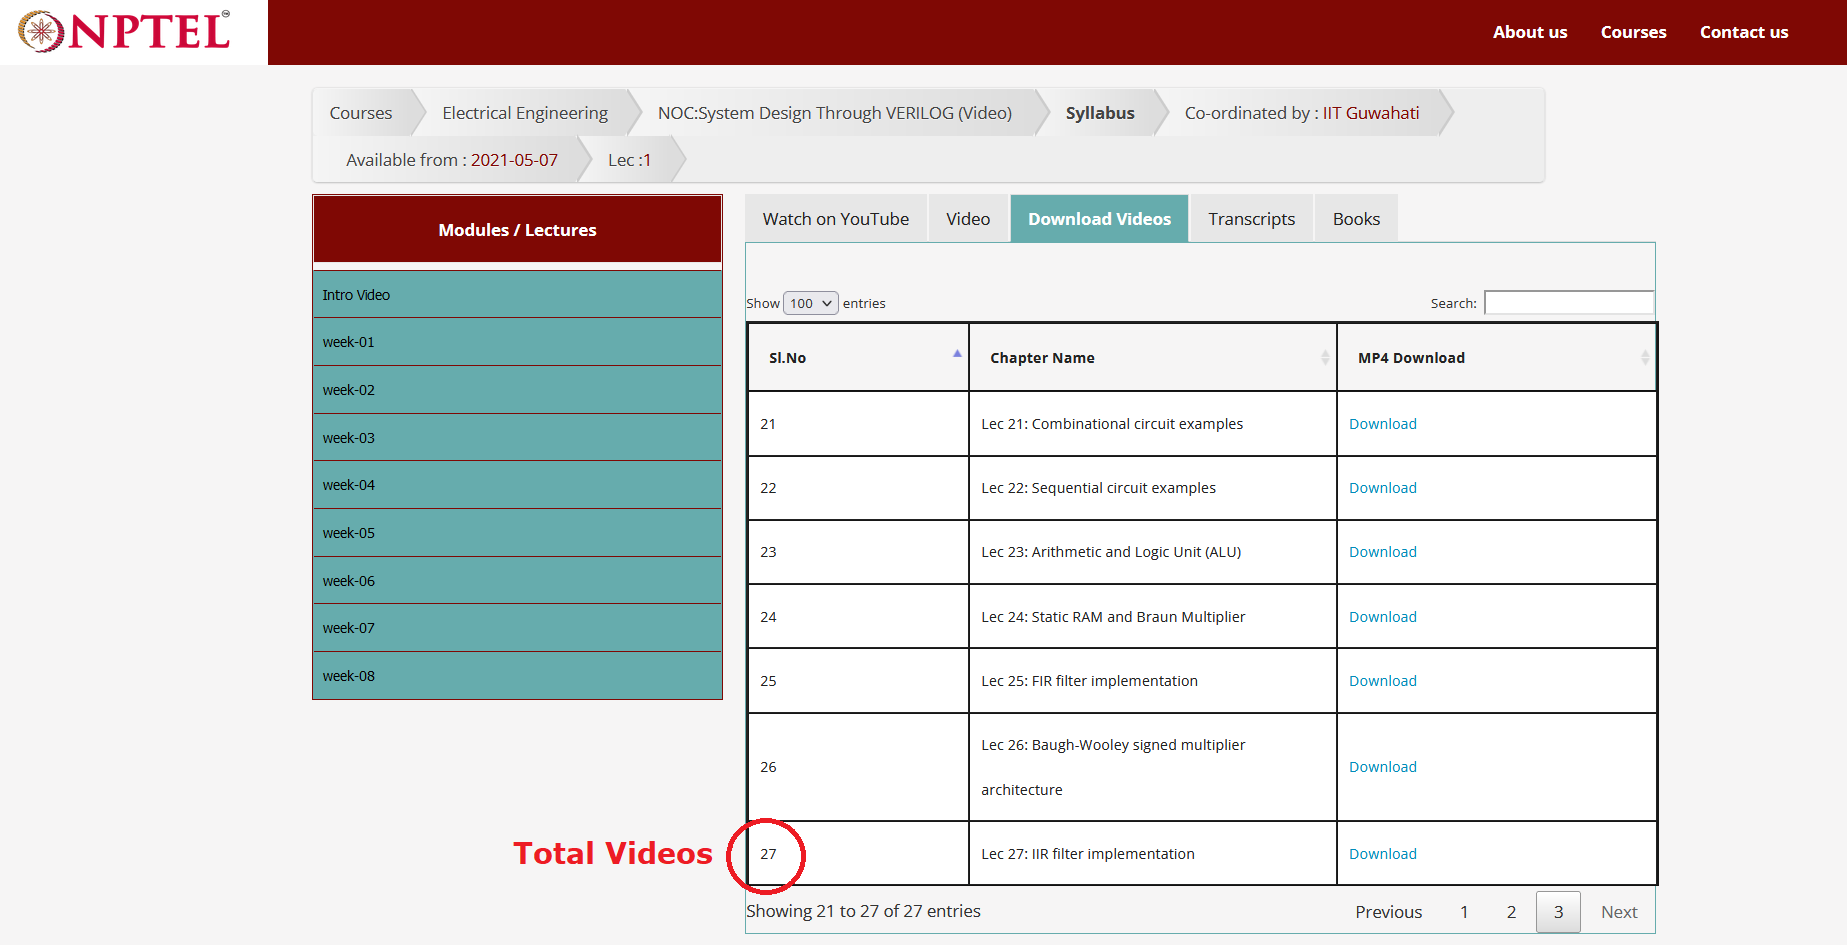 NPTEL
About us Courses Contact us
Courses Electrical Engineering NOC:System Design Through VERILOG (Video) Syllabus Co-ordinated by : IIT Guwahati
Available from : 2021-05-07 Lec :1
Modules / Lectures
Intro Video
week-01
week-02
week-03
week-04
week-05
week-06
week-07
week-08
Watch on YouTube Video Download Videos Transcripts Books
Show 100 entries Search:
Sl.No Chapter Name MP4 Download
21 Lec 21: Combinational circuit examples Download
22 Lec 22: Sequential circuit examples Download
23 Lec 23: Arithmetic and Logic Unit (ALU) Download
24 Lec 24: Static RAM and Braun Multiplier Download
25 Lec 25: FIR filter implementation Download
26 Lec 26: Baugh-Wooley signed multiplier
architecture Download
Total Videos 27 Lec 27: IIR filter implementation Download
Showing 21 to 27 of 27 entries Previous 1 2 3 Next